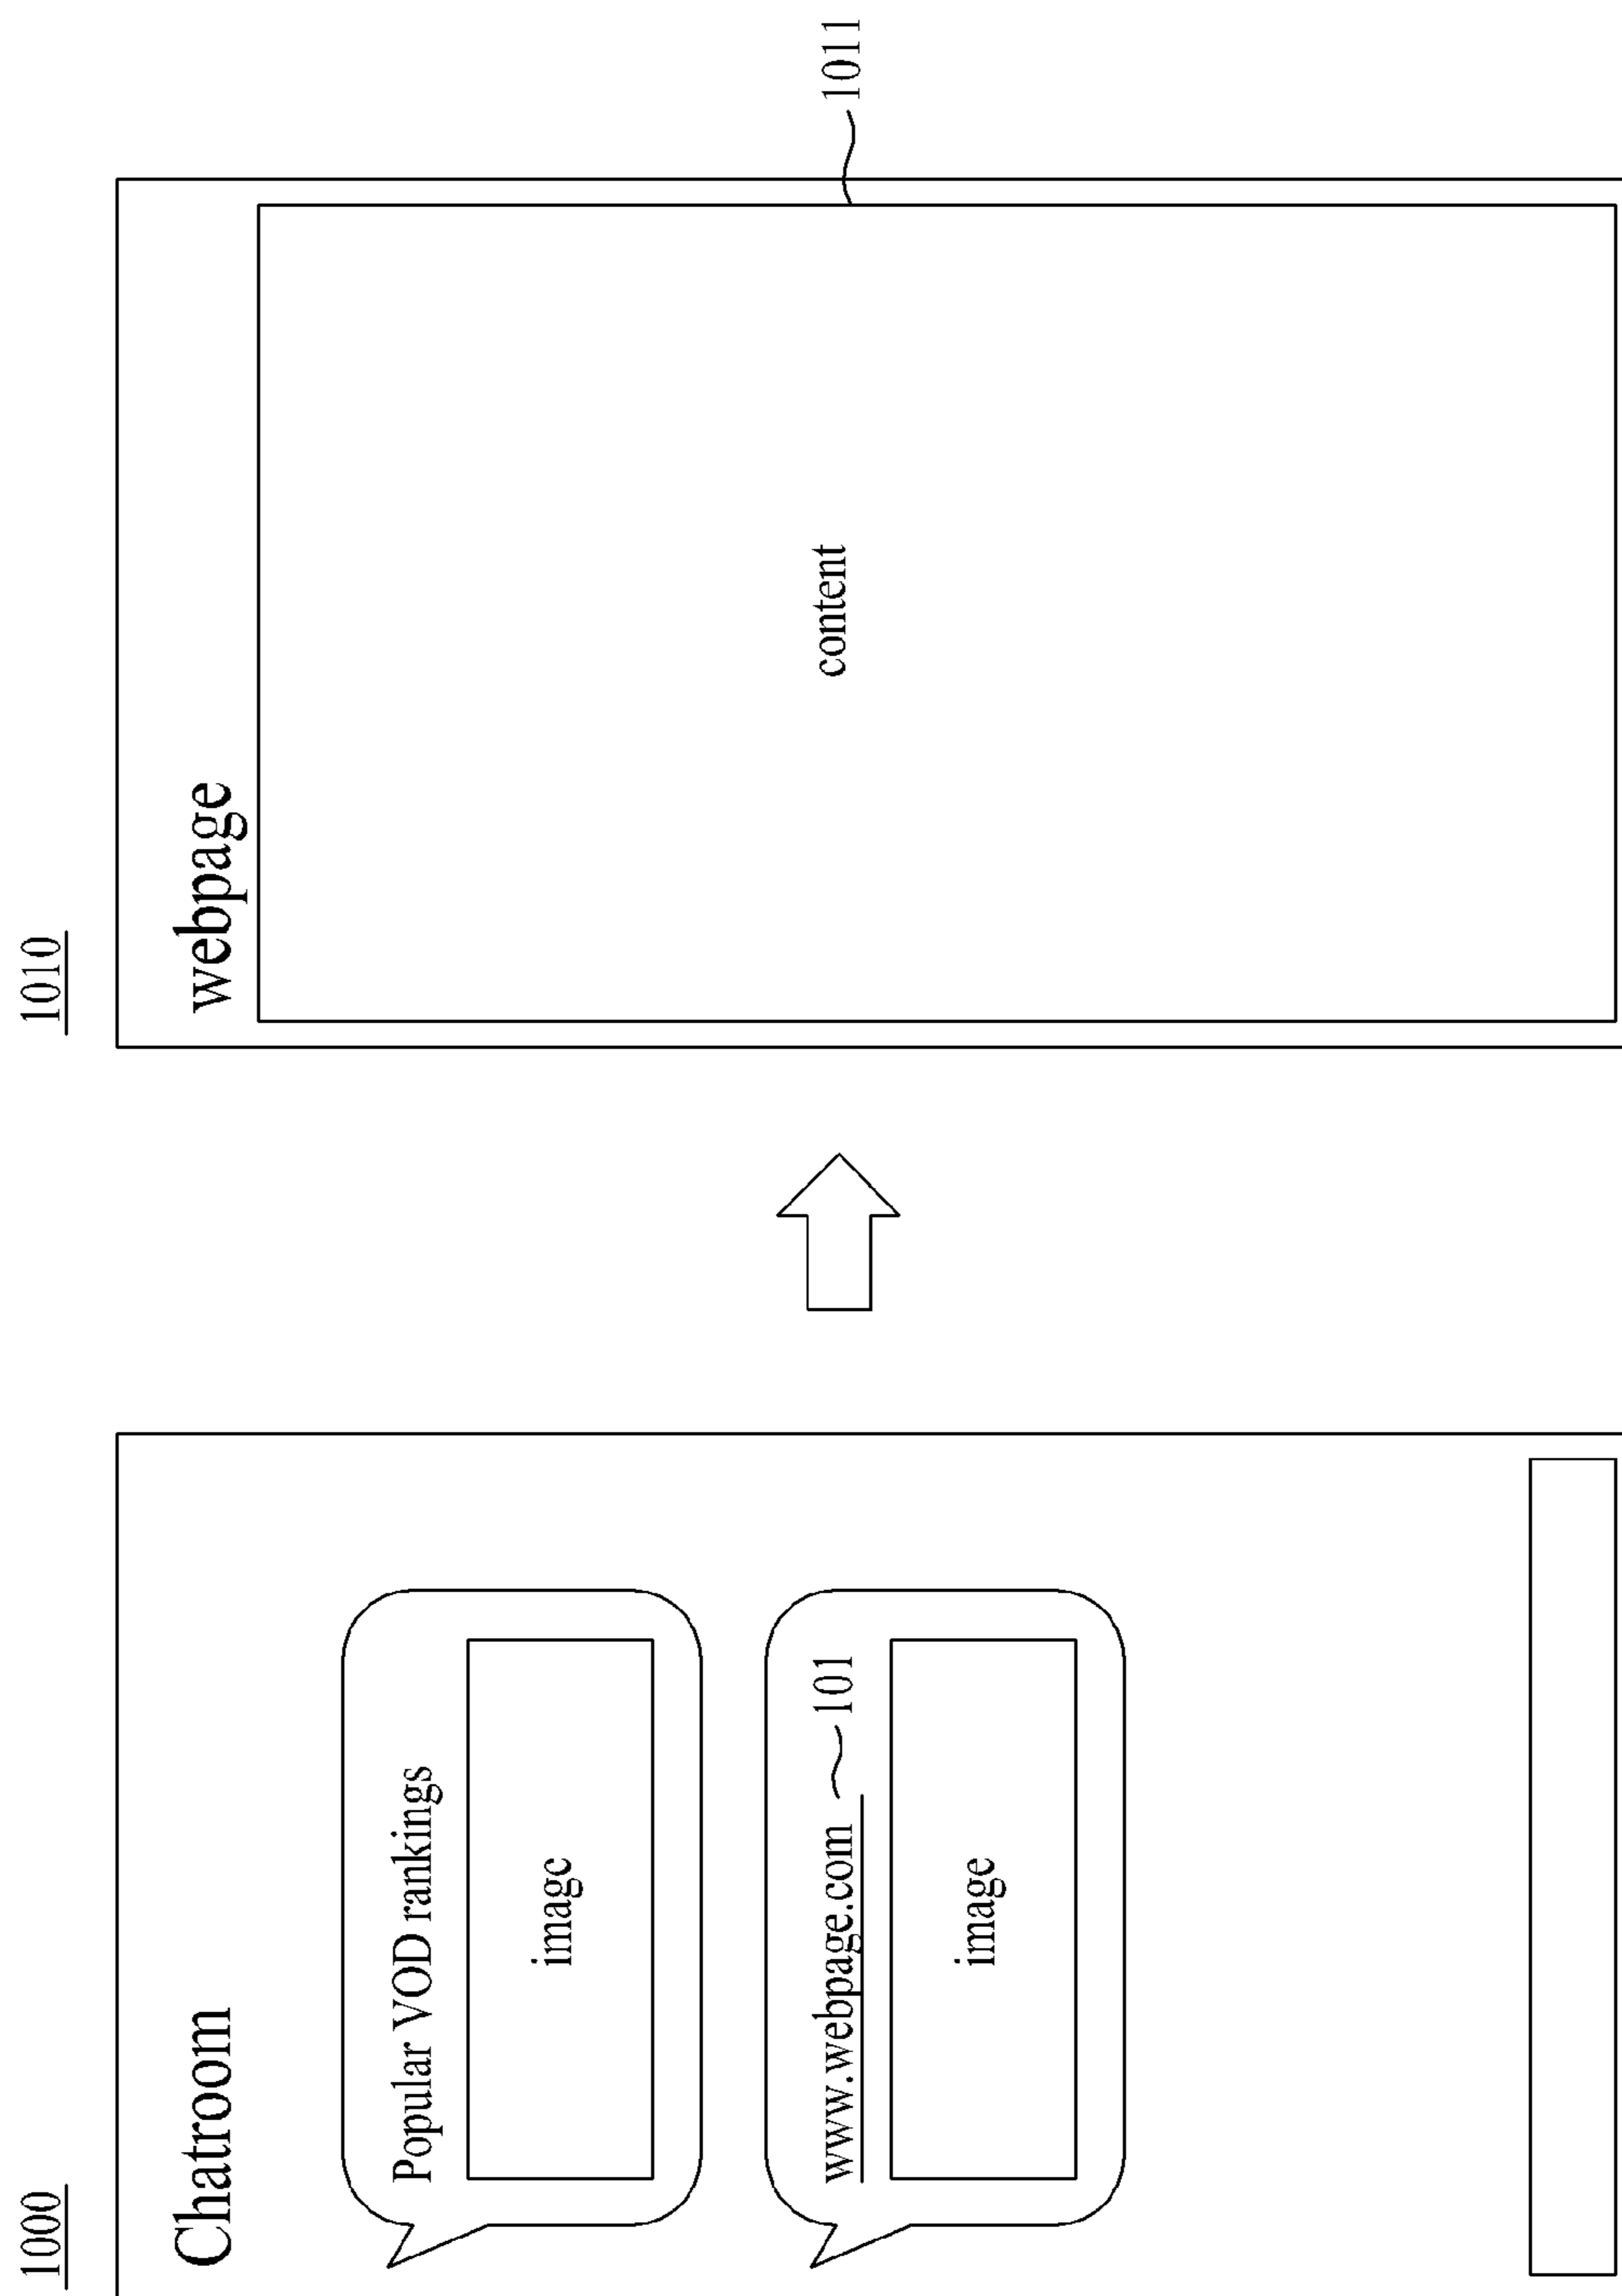 1000
Chatroom
Popular VOD rankings
image
www.webpage.com
101
image
1010
webpage
content
1011